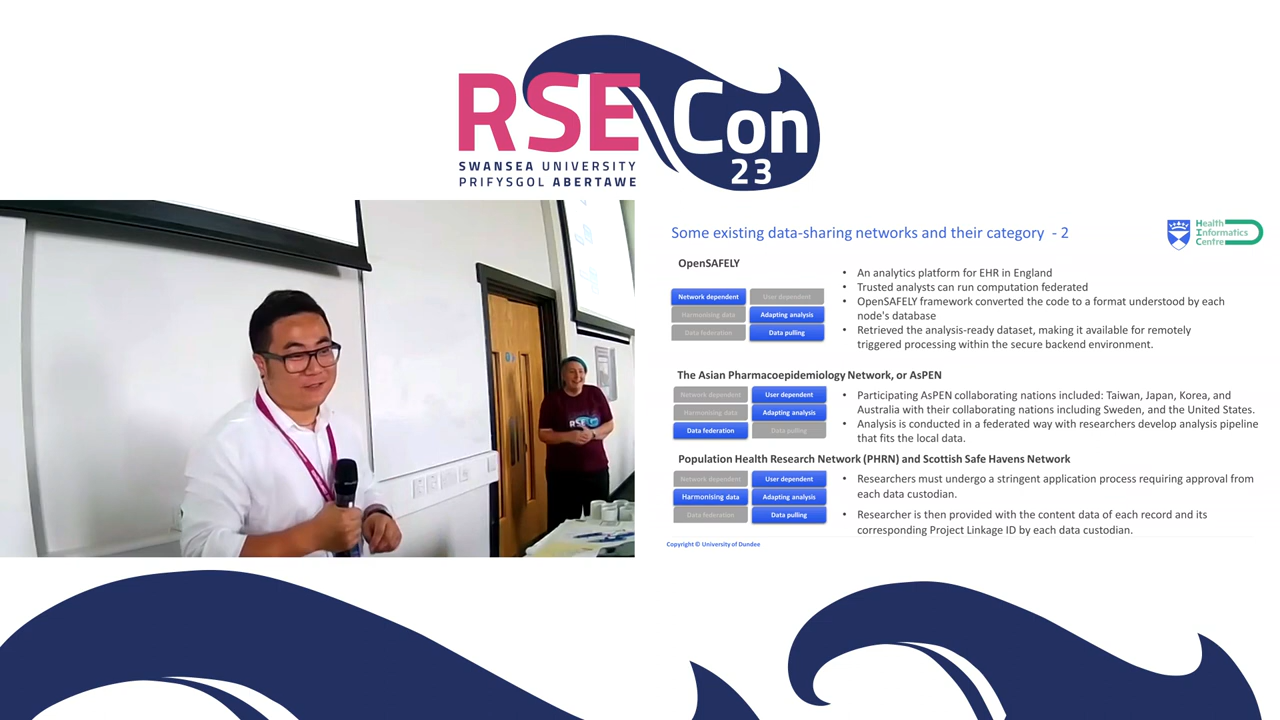 RSE Con
23
SWANSEA UNIVERSITY
PRIFYSGOL ABERTAWE
Some existing data-sharing networks and their category - 2
Health
Informatics
Centre
OpenSAFELY
Network dependent User dependent
Harmonising data Adapting analysis
Data federation Data pulling
• An analytics platform for EHR in England
• Trusted analysts can run computation federated
• OpenSAFELY framework converted the code to a format understood by each
node's database
• Retrieved the analysis-ready dataset, making it available for remotely
triggered processing within the secure backend environment.
The Asian Pharmacoepidemiology Network, or AsPEN
Network dependent User dependent
Harmonising data Adapting analysis
Data federation Data pulling
• Participating AsPEN collaborating nations included: Taiwan, Japan, Korea, and
Australia with their collaborating nations including Sweden, and the United States.
• Analysis is conducted in a federated way with researchers develop analysis pipeline
that fits the local data.
Population Health Research Network (PHRN) and Scottish Safe Havens Network
Network dependent User dependent
Harmonising data Adapting analysis
Data federation Data pulling
• Researchers must undergo a stringent application process requiring approval from
each data custodian.
• Researcher is then provided with the content data of each record and its
corresponding Project Linkage ID by each data custodian.
Copyright © University of Dundee